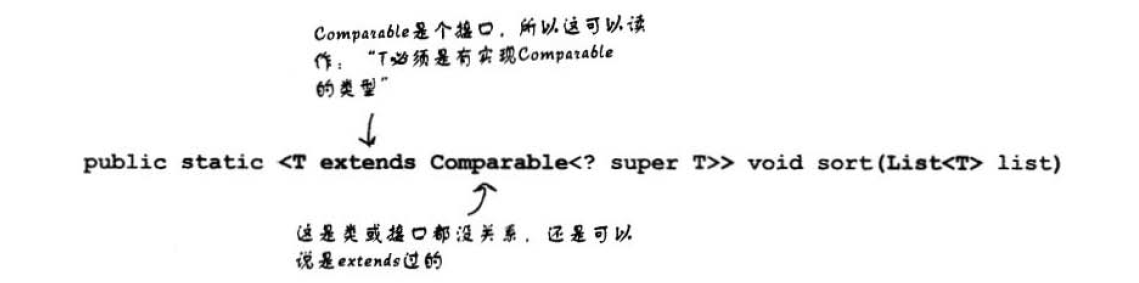 Comparable是个接口，所以这可以读
作：“T必须是有实现Comparable
的类型”
public static <T extends Comparable<? super T>> void sort(List<T> list)
这是类或接口都没关系，还是可以
说是extends过的